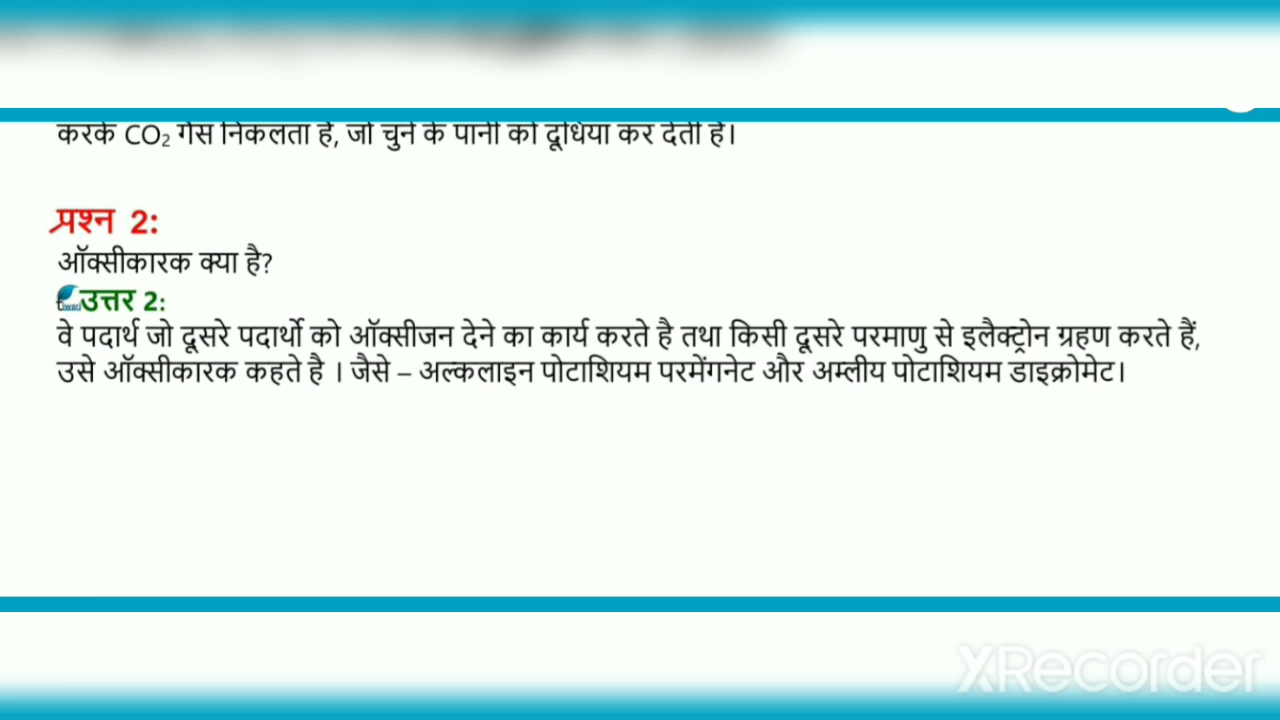 करके CO₂ गैस निकलता है, जो चुने के पानी को दूधिया कर देती है।
प्रश्न 2:
ऑक्सीकारक क्या है?
उत्तर 2:
वे पदार्थ जो दूसरे पदार्थो को ऑक्सीजन देने का कार्य करते है तथा किसी दूसरे परमाणु से इलैक्ट्रोन ग्रहण करते हैं,
उसे ऑक्सीकारक कहते है । जैसे – अल्कलाइन पोटाशियम परमेंगनेट और अम्लीय पोटाशियम डाइक्रोमेट।
XRecorder